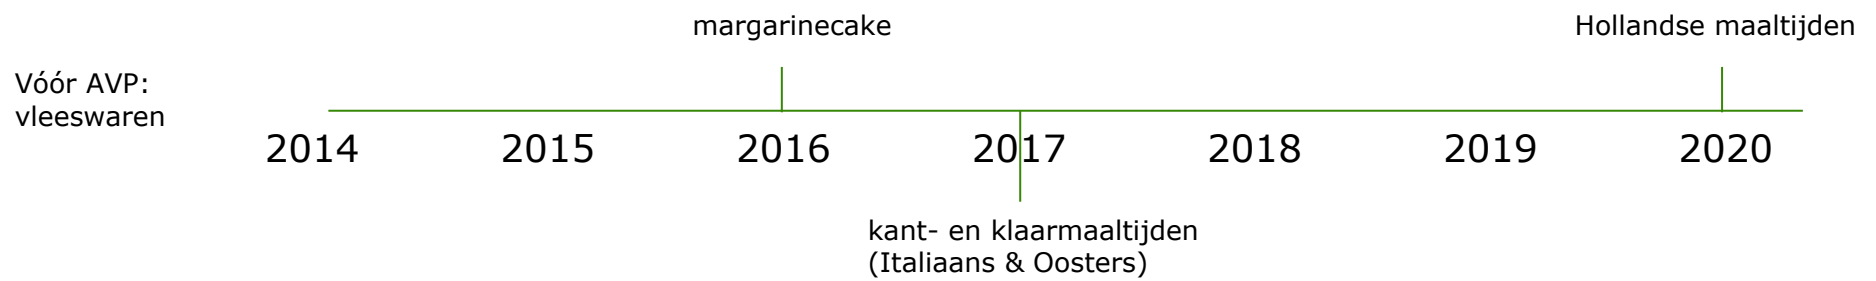 margarinecake
Hollandse maaltijden
Vóór AVP:
vleeswaren
2014 2015 2016 2017 2018 2019 2020
kant- en klaarmaaltijden
(Italiaans & Oosters)